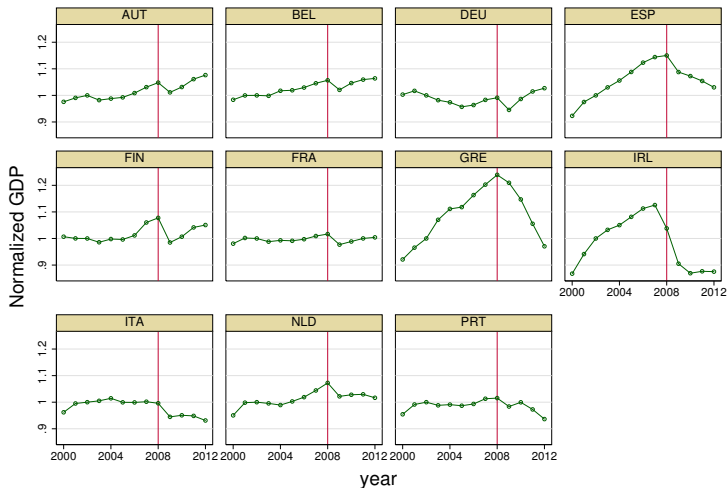 AUT BEL DEU ESP
.9 1 1.1 1.2
FIN FRA GRE IRL
.9 1 1.1 1.2
2000 2004 2008 2012
ITA NLD PRT
.9 1 1.1 1.2
2000 2004 2008 2012 2000 2004 2008 2012 2000 2004 2008 2012
Normalized GDP
year